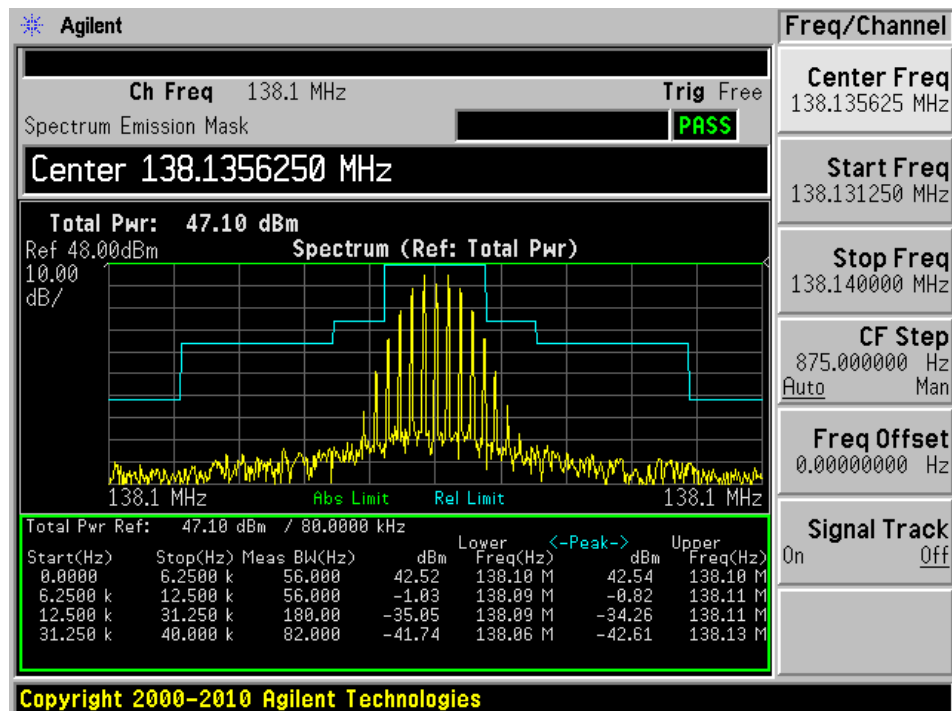 Agilent
Freq/Channel
Ch Freq 138.1 MHz Trig Free
Spectrum Emission Mask PASS
Center 138.1356250 MHz
Total Pwr: 47.10 dBm
Ref 48.00dBm Spectrum (Ref: Total Pwr)
10.00
dB/
138.1 MHz Abs Limit Rel Limit 138.1 MHz
Total Pwr Ref: 47.10 dBm / 80.0000 kHz
Lower <-Peak-> Upper
Start(Hz) Stop(Hz) Meas BW(Hz) dBm Freq(Hz) dBm Freq(Hz)
0.0000 6.2500 k 56.000 42.52 138.10 M 42.54 138.10 M
6.2500 k 12.500 k 56.000 -1.03 138.09 M -0.82 138.11 M
12.500 k 31.250 k 180.00 -35.05 138.09 M -34.26 138.11 M
31.250 k 40.000 k 82.000 -41.74 138.06 M -42.61 138.13 M
Center Freq
138.135625 MHz
Start Freq
138.131250 MHz
Stop Freq
138.140000 MHz
CF Step
875.000000 Hz
Auto Man
Freq Offset
0.00000000 Hz
Signal Track
On Off
Copyright 2000-2010 Agilent Technologies